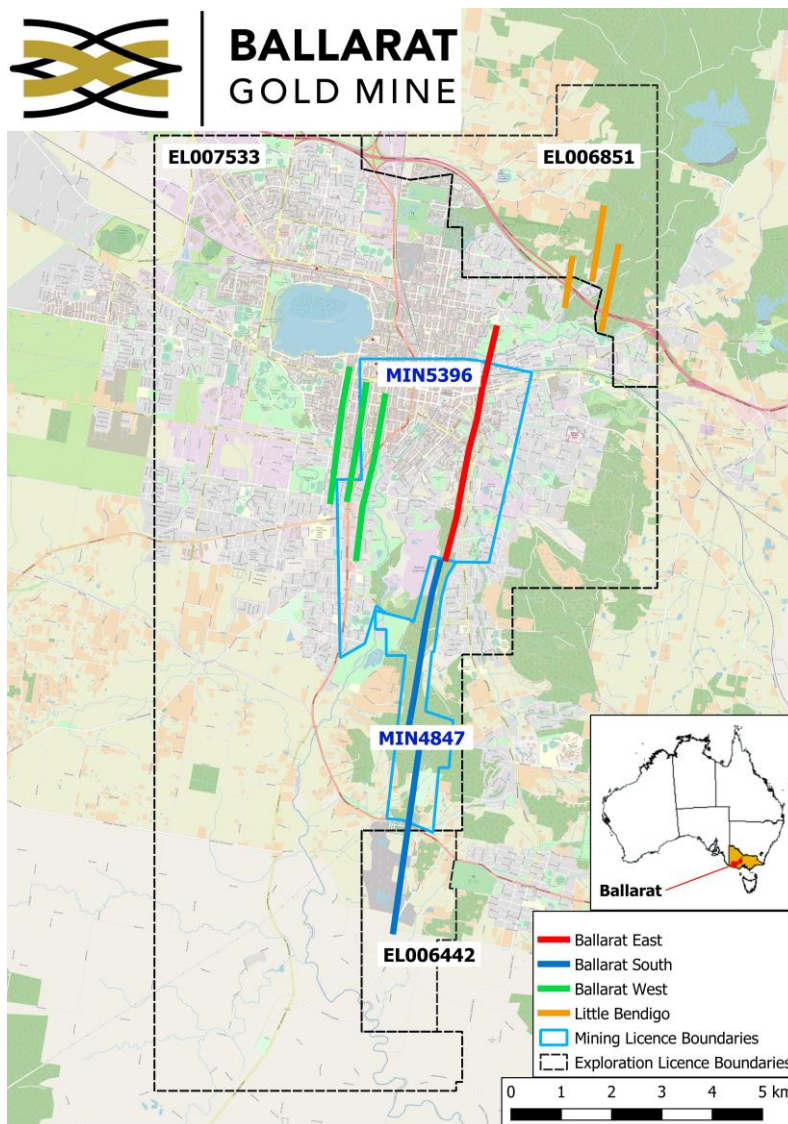 BALLARAT
GOLD MINE
EL007533
EL006851
MIN5396
MIN4847
Ballarat
EL006442
Ballarat East
Ballarat South
Ballarat West
Little Bendigo
Mining Licence Boundaries
Exploration Licence Boundaries
0 1 2 3 4 5 km